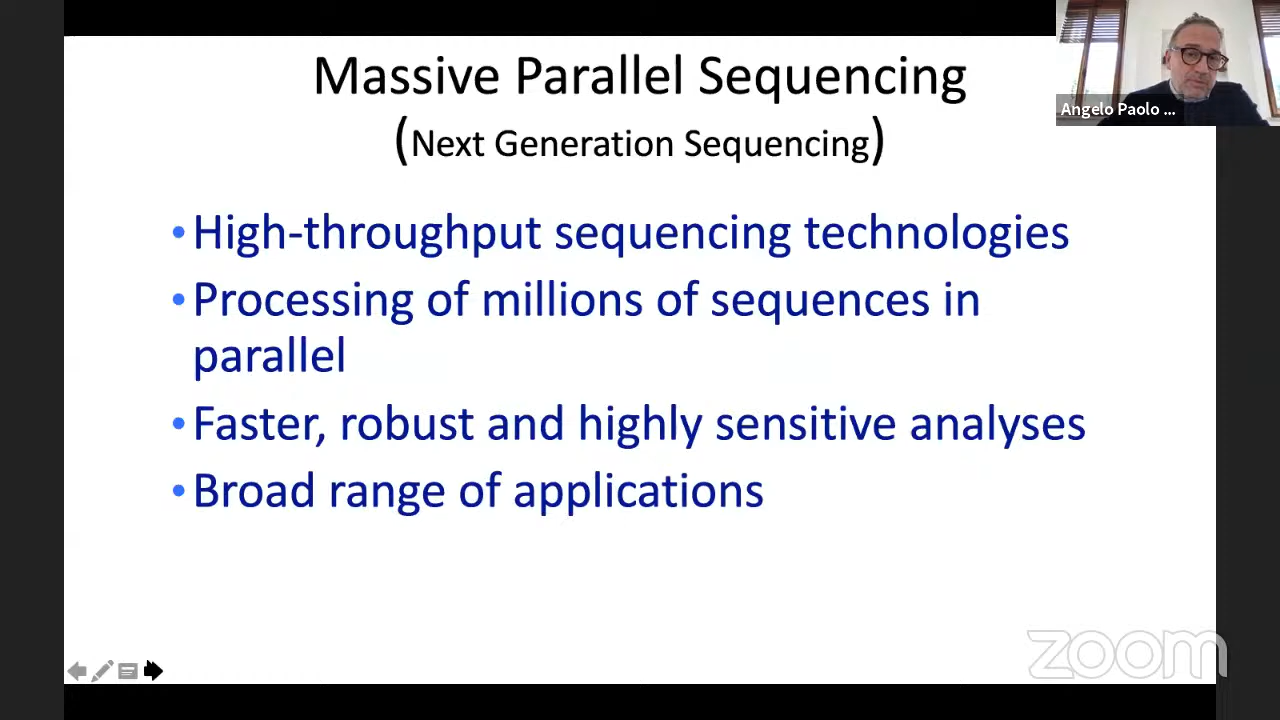 Massive Parallel Sequencing
(Next Generation Sequencing)
Angelo Paolo ...
•High-throughput sequencing technologies
•Processing of millions of sequences in
parallel
•Faster, robust and highly sensitive analyses
•Broad range of applications
zoom